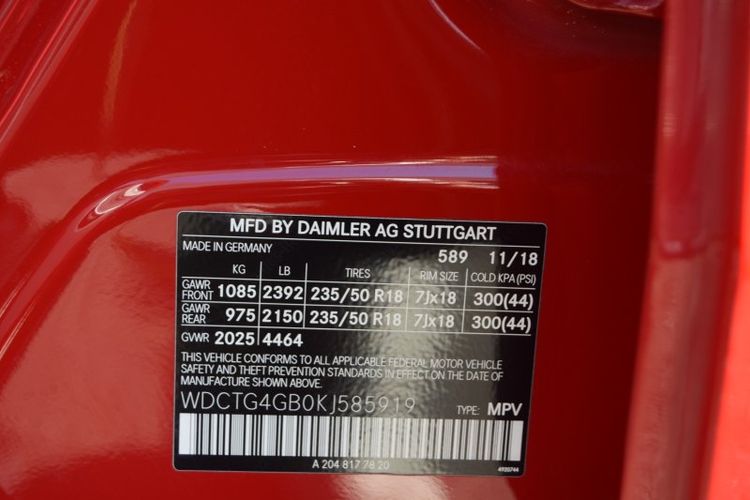 MFD BY DAIMLER AG STUTTGART
MADE IN GERMANY 589 11/18
KG LB TIRES RIM SIZE COLD KPA (PSI)
GAWR FRONT 1085 2392 235/50 R18 7Jx18 300(44)
GAWR REAR 975 2150 235/50 R18 7Jx18 300(44)
GVWR 2025 4464
THIS VEHICLE CONFORMS TO ALL APPLICABLE FEDERAL MOTOR VEHICLE
SAFETY AND THEFT PREVENTION STANDARDS IN EFFECT ON THE DATE OF
MANUFACTURE SHOWN ABOVE.
WDCTG4GB0KJ585919 TYPE: MPV
A 204 817 78 20 4920744